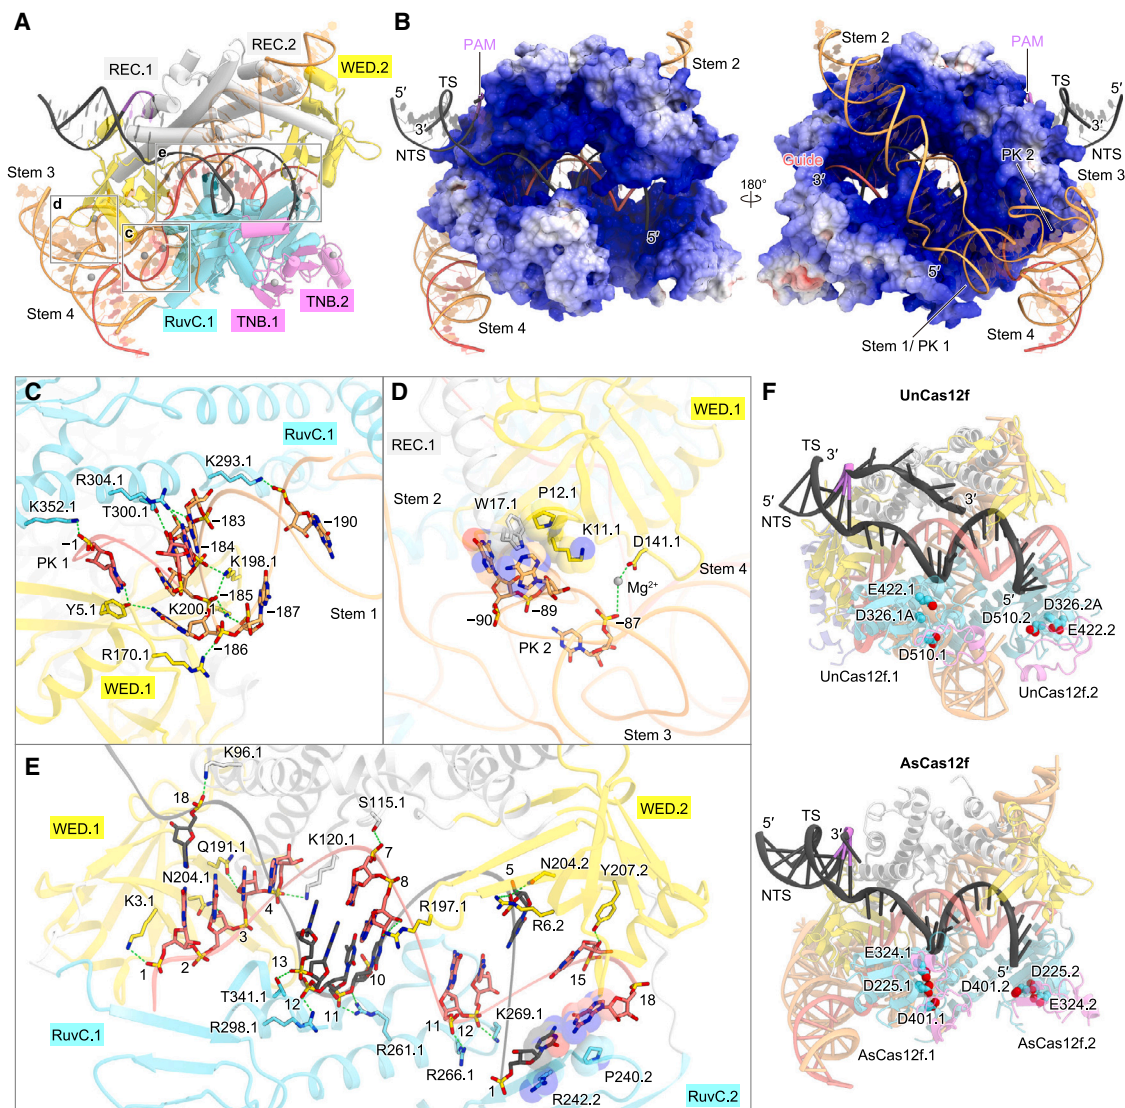 A
REC.1
REC.2
WED.2
Stem 3
e
d
c
Stem 4
RuvC.1
TNB.1
TNB.2
B
PAM
Stem 2
5′
TS
3′
NTS
5′
Stem 4
180°
Stem 2
PAM
TS
5′
3′
NTS
Stem 3
Guide
3′
PK 2
5′
Stem 4
Stem 1/ PK 1
C
RuvC.1
K293.1
R304.1
T300.1
K352.1
−1
PK 1
−183
−190
−184
K198.1
−185
Y5.1
K200.1
−187
Stem 1
−186
R170.1
WED.1
D
WED.1
REC.1
Stem 2
P12.1
W17.1
K11.1
D141.1
Stem 4
Mg2+
−89
−90
−87
PK 2
Stem 3
E
K96.1
18
WED.1
S115.1
WED.2
K120.1
Q191.1
7
N204.1
8
5
N204.2
Y207.2
K3.1
4
R197.1
R6.2
3
1
2
13
10
15
T341.1
12
11
18
R298.1
K269.1
11
12
RuvC.1
R261.1
R266.1
P240.2
1
R242.2
RuvC.2
F
UnCas12f
TS
3′
5′
NTS
3′
5′
E422.1
D326.1A
D510.2
D326.2A
E422.2
D510.1
UnCas12f.1
UnCas12f.2
AsCas12f
5′
TS
3′
NTS
E324.1
5′
D225.1
D401.2
D225.2
E324.2
D401.1
AsCas12f.1
AsCas12f.2